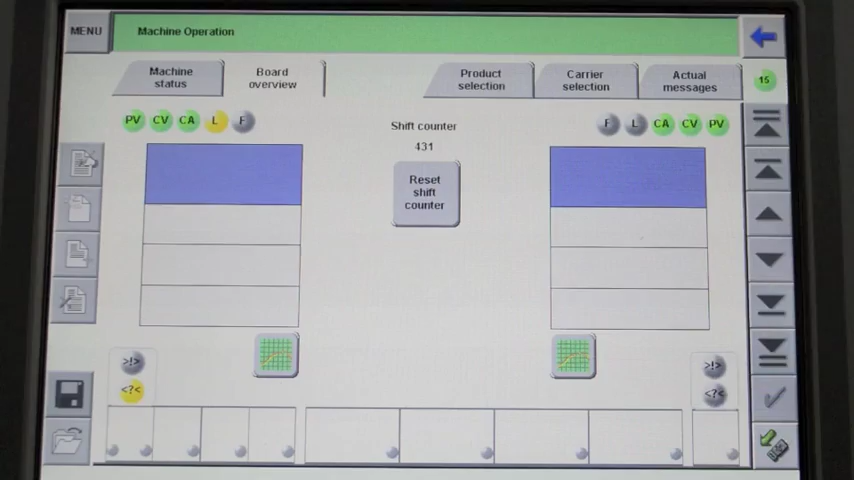 MENU
Machine Operation
Machine
status
Board
overview
Product
selection
Carrier
selection
Actual
messages
15
PV CV CA L F
Shift counter
431
F L CA CV PV
Reset
shift
counter
>!>
<?<
>!>
<?<